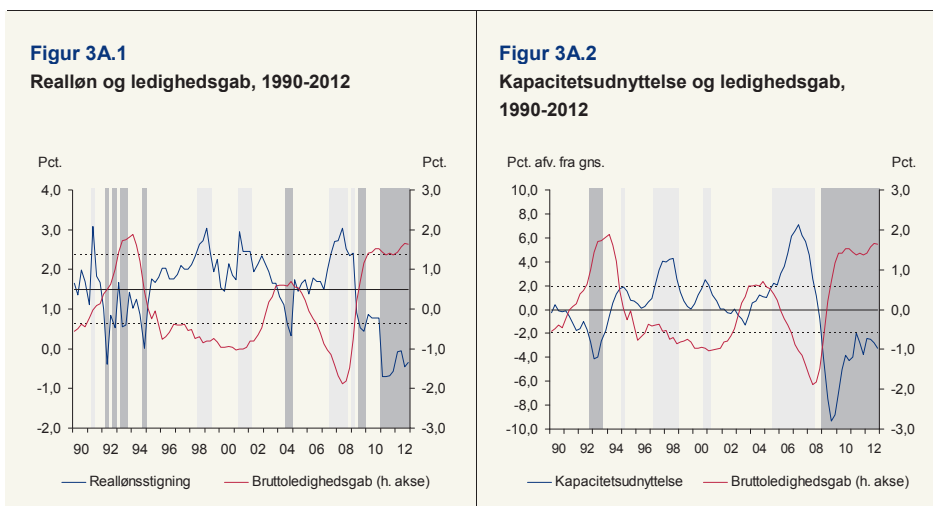 Figur 3A.1
Realløn og ledighedsgab, 1990-2012
Pct.
Pct.
4,0
3,0
2,0
1,0
0,0
-1,0
-2,0
3,0
2,0
1,0
0,0
-1,0
-2,0
-3,0
90 92 94 96 98 00 02 04 06 08 10 12
Reallønsstigning
Bruttoledighedsgab (h. akse)
Figur 3A.2
Kapacitetsudnyttelse og ledighedsgab,
1990-2012
Pct. afv. fra gns.
Pct.
10,0
8,0
6,0
4,0
2,0
0,0
-2,0
-4,0
-6,0
-8,0
-10,0
3,0
2,0
1,0
0,0
-1,0
-2,0
-3,0
90 92 94 96 98 00 02 04 06 08 10 12
Kapacitetsudnyttelse
Bruttoledighedsgab (h. akse)